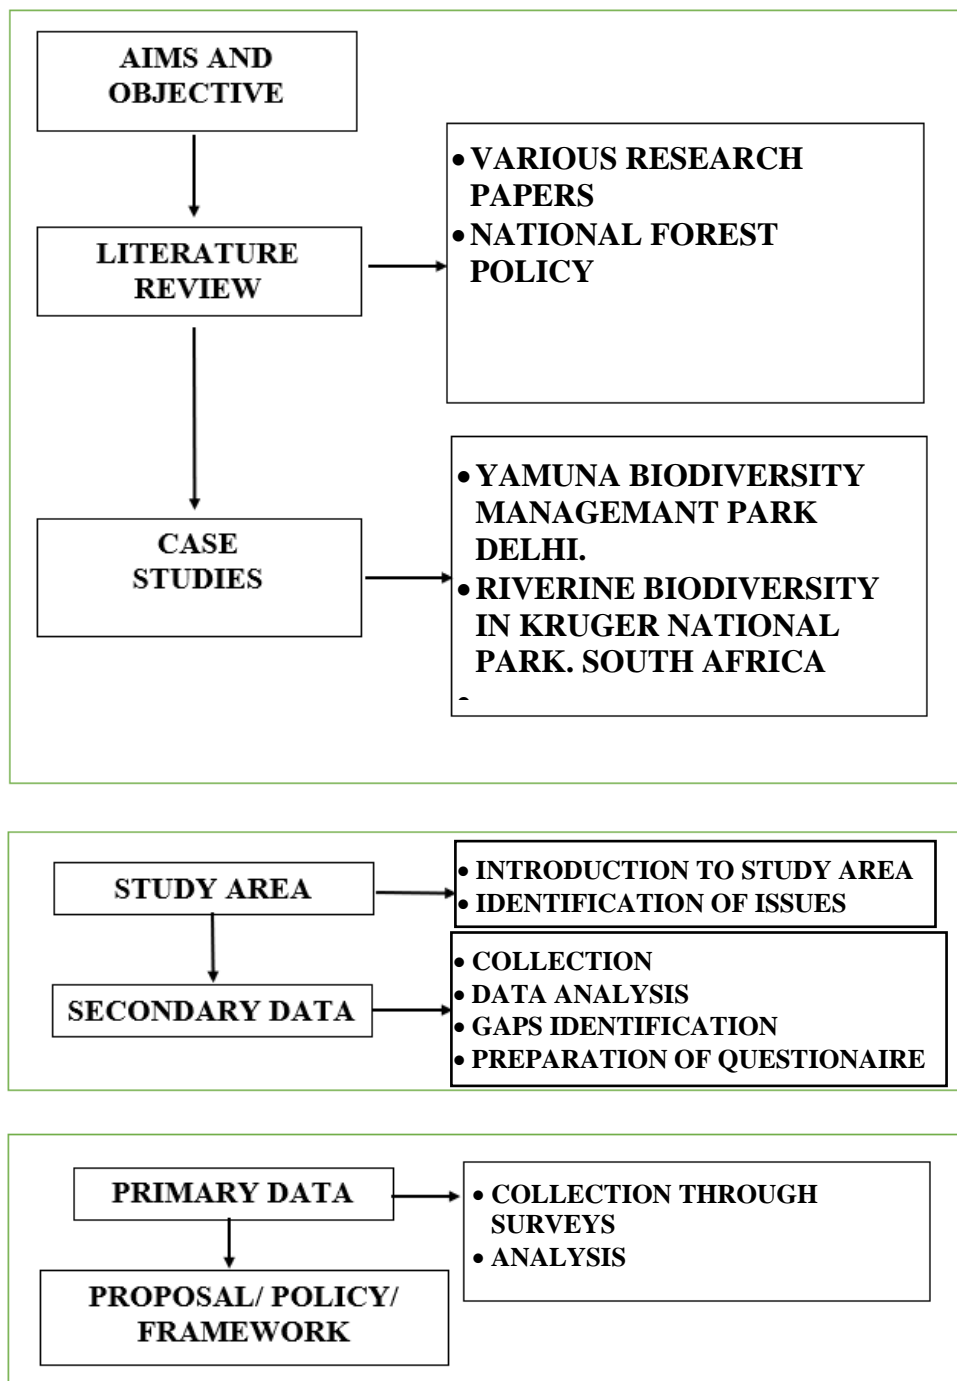 AIMS AND
OBJECTIVE
• VARIOUS RESEARCH
PAPERS
• NATIONAL FOREST
POLICY
LITERATURE
REVIEW
• YAMUNA BIODIVERSITY
MANAGEMANT PARK
DELHI.
• RIVERINE BIODIVERSITY
IN KRUGER NATIONAL
PARK. SOUTH AFRICA
•
CASE
STUDIES
STUDY AREA
• INTRODUCTION TO STUDY AREA
• IDENTIFICATION OF ISSUES
SECONDARY DATA
• COLLECTION
• DATA ANALYSIS
• GAPS IDENTIFICATION
• PREPARATION OF QUESTIONAIRE
PRIMARY DATA
• COLLECTION THROUGH
SURVEYS
• ANALYSIS
PROPOSAL/ POLICY/
FRAMEWORK